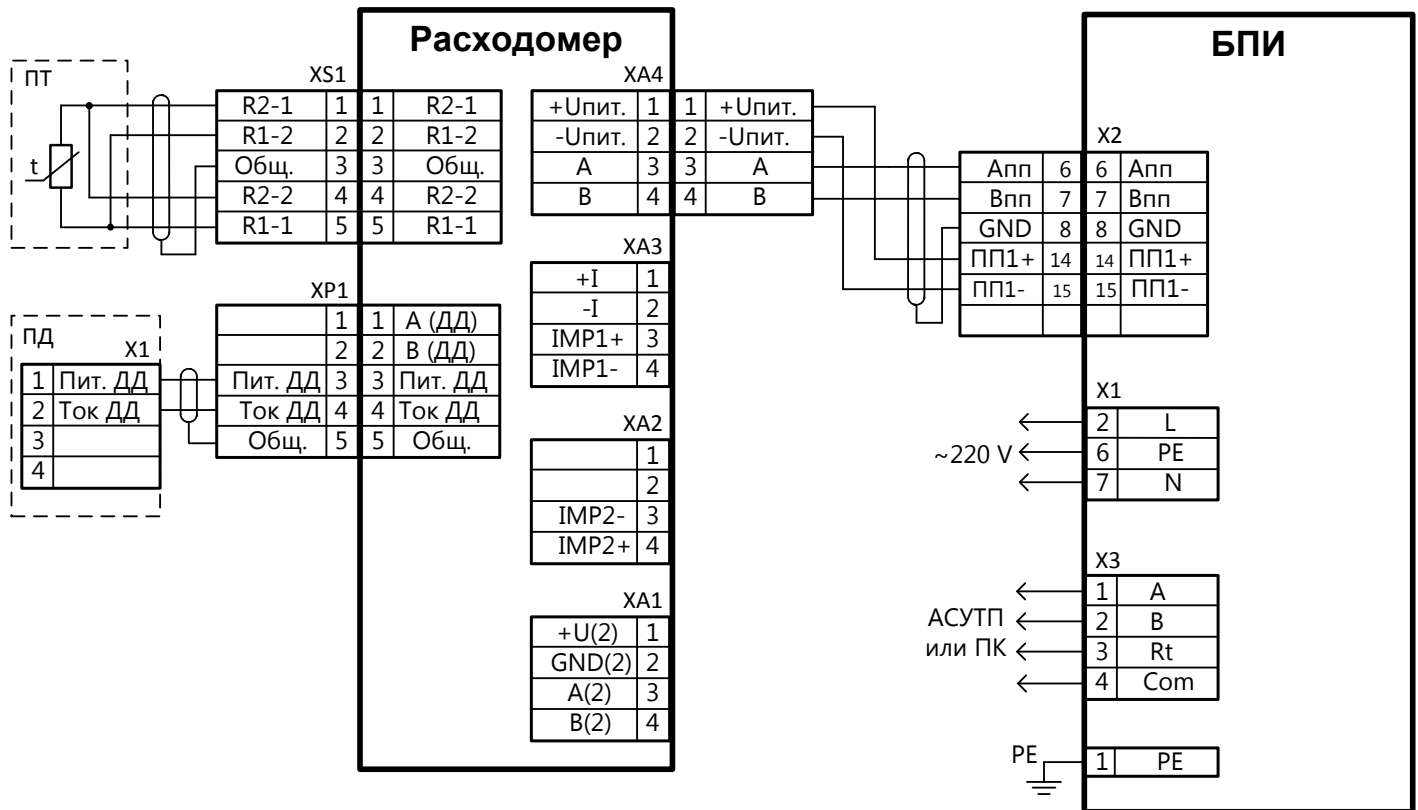 Расходомер
БПИ
ПТ
t
XS1
R2-1 1 1 R2-1
R1-2 2 2 R1-2
Общ. 3 3 Общ.
R2-2 4 4 R2-2
R1-1 5 5 R1-1
XP1
1 1 А (ДД)
2 2 В (ДД)
Пит. ДД 3 3 Пит. ДД
Ток ДД 4 4 Ток ДД
Общ. 5 5 Общ.
ПД
X1
1 Пит. ДД
2 Ток ДД
3
4
XA4
+Uпит. 1 1 +Uпит.
-Uпит. 2 2 -Uпит.
A 3 3 A
B 4 4 B
XA3
+I 1
-I 2
IMP1+ 3
IMP1- 4
XA2
1
2
IMP2- 3
IMP2+ 4
XA1
+U(2) 1
GND(2) 2
A(2) 3
B(2) 4
X2
Апп 6 6 Апп
Впп 7 7 Впп
GND 8 8 GND
ПП1+ 14 14 ПП1+
ПП1- 15 15 ПП1-
X1
~220 V
2 L
6 PE
7 N
X3
АСУТП
или ПК
1 A
2 B
3 Rt
4 Com
PE
1 PE